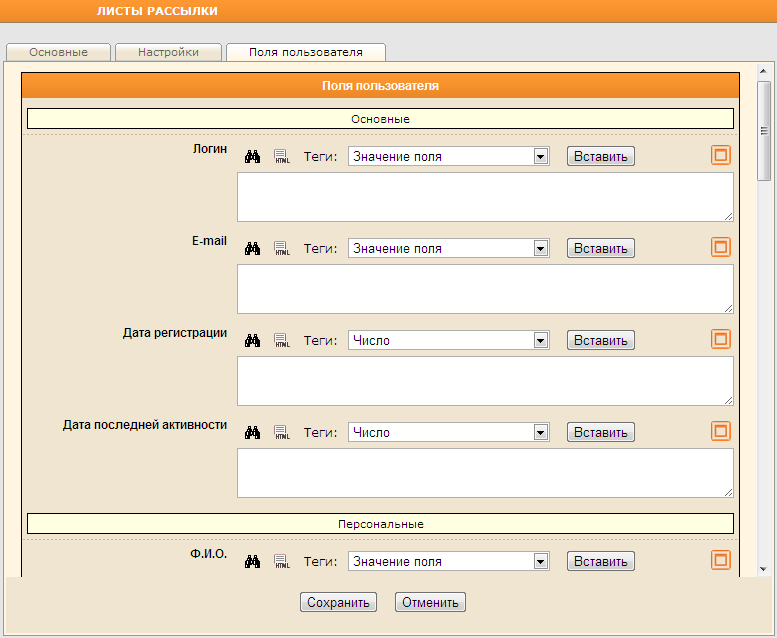 ЛИСТЫ РАССЫЛКИ
Основные Настройки Поля пользователя
Поля пользователя
Основные
Логин HTML Теги: Значение поля Вставить
E-mail HTML Теги: Значение поля Вставить
Дата регистрации HTML Теги: Число Вставить
Дата последней активности HTML Теги: Число Вставить
Персональные
Ф.И.О. HTML Теги: Значение поля Вставить
Сохранить Отменить